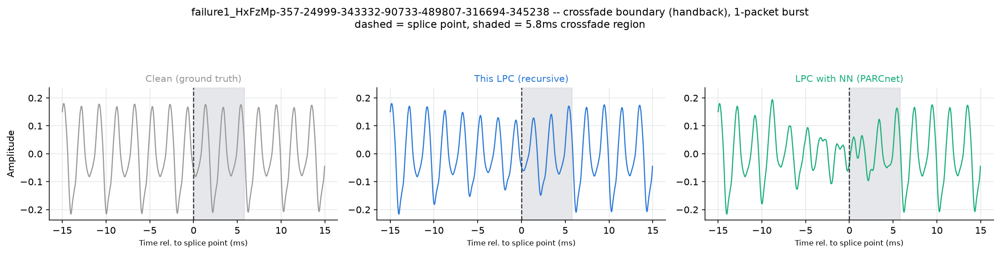 failure1_HxFzMp-357-24999-343332-90733-489807-316694-345238 -- crossfade boundary (handback), 1-packet burst
dashed = splice point, shaded = 5.8ms crossfade region
Clean (ground truth)
Amplitude
0.2
0.1
0.0
−0.1
−0.2
−15 −10 −5 0 5 10 15
Time rel. to splice point (ms)
This LPC (recursive)
0.2
0.1
0.0
−0.1
−0.2
−15 −10 −5 0 5 10 15
Time rel. to splice point (ms)
LPC with NN (PARCnet)
0.2
0.1
0.0
−0.1
−0.2
−15 −10 −5 0 5 10 15
Time rel. to splice point (ms)